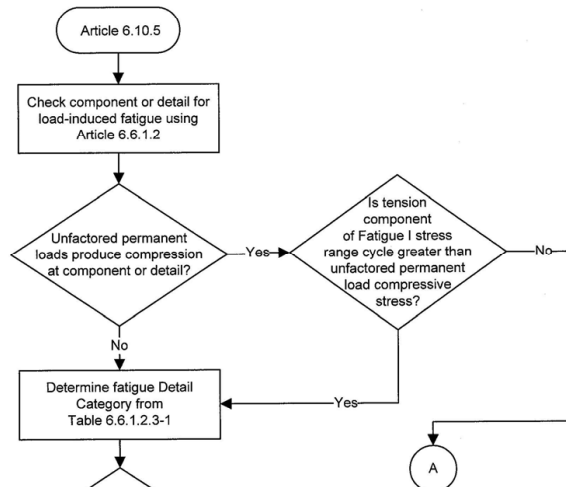 Article 6.10.5
Check component or detail for
load-induced fatigue using
Article 6.6.1.2
Unfactored permanent
loads produce compression
at component or detail?
Yes
Is tension
component
of Fatigue I stress
range cycle greater than
unfactored permanent
load compressive
stress?
No
No
Determine fatigue Detail
Category from
Table 6.6.1.2.3-1
Yes
A